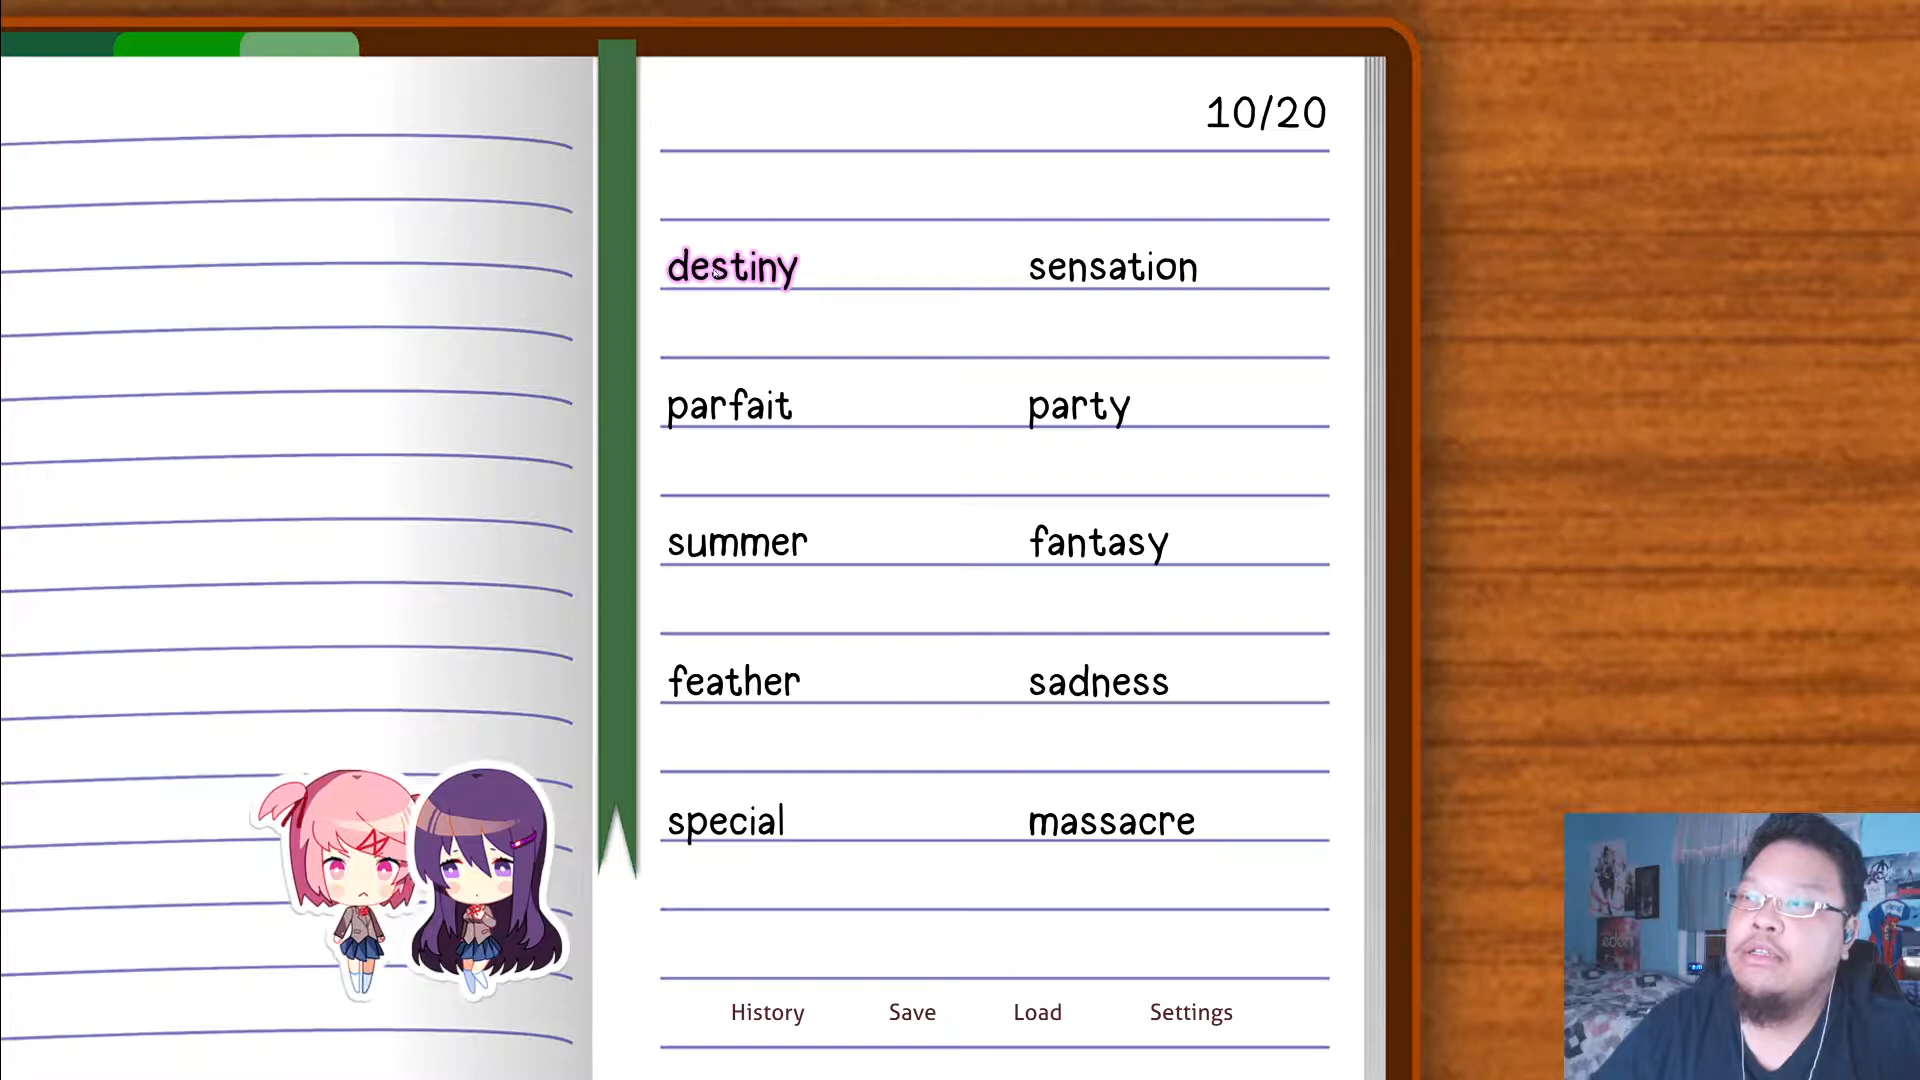 10/20
destiny sensation
parfait party
summer fantasy
feather sadness
special massacre
History Save Load Settings